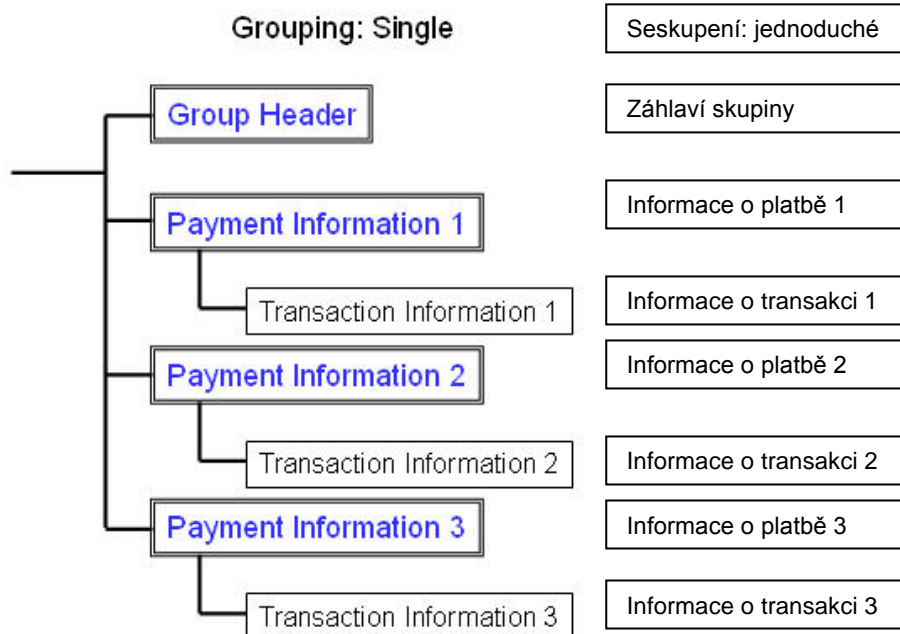 Grouping: Single
Seskupení: jednoduché
Group Header
Záhlaví skupiny
Payment Information 1
Informace o platbě 1
Transaction Information 1
Informace o transakci 1
Payment Information 2
Informace o platbě 2
Transaction Information 2
Informace o transakci 2
Payment Information 3
Informace o platbě 3
Transaction Information 3
Informace o transakci 3